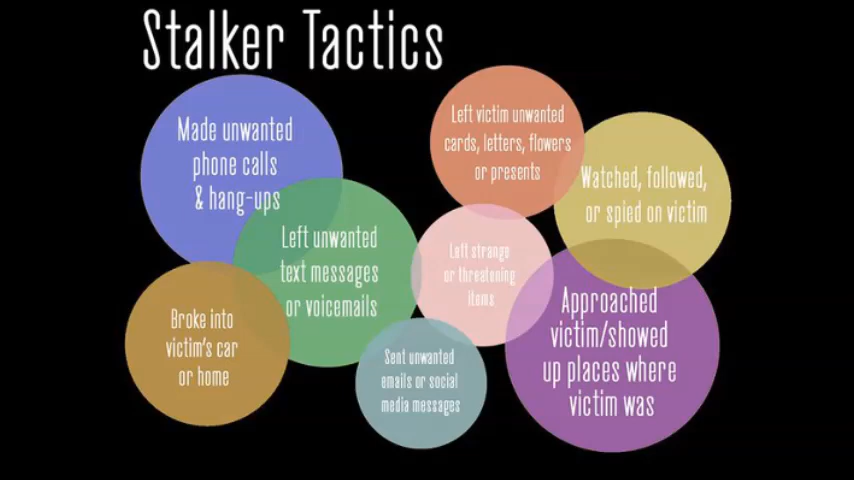 Stalker Tactics
Made unwanted
phone calls
& hang-ups
Left victim unwanted
cards, letters, flowers
or presents
Watched, followed,
or spied on victim
Left unwanted
text messages
or voicemails
Left strange
or threatening
items
Broke into
victim's car
or home
Sent unwanted
emails or social
media messages
Approached
victim/showed
up places where
victim was